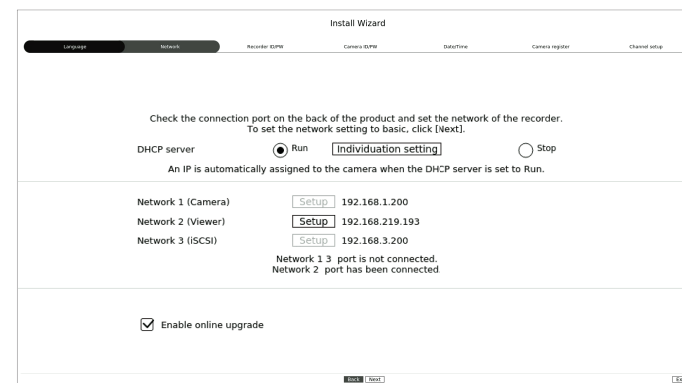 Install Wizard
Language Network Recorder ID/PW Camera ID/PW Date/Time Camera register Channel setup
Check the connection port on the back of the product and set the network of the recorder.
To set the network setting to basic, click [Next].
DHCP server Run Individuation setting Stop
An IP is automatically assigned to the camera when the DHCP server is set to Run.
Network 1 (Camera) Setup 192.168.1.200
Network 2 (Viewer) Setup 192.168.219.193
Network 3 (iSCSI) Setup 192.168.3.200
Network 1 3 port is not connected.
Network 2 port has been connected.
Enable online upgrade
Back Next